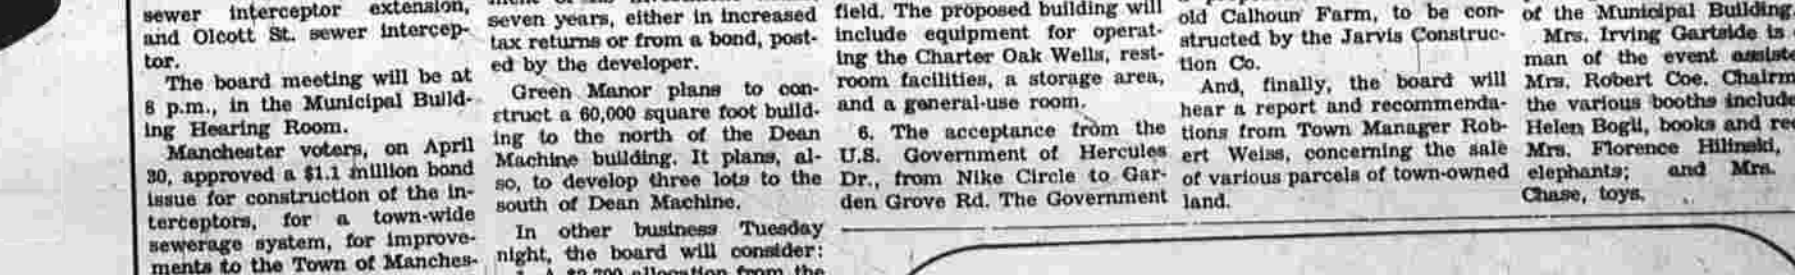 sewer interceptor extension,
and Olcott St. sewer intercep-
tor.
The board meeting will be at
8 p.m., in the Municipal Build-
ing Hearing Room.
Manchester voters, on April
30, approved a $1.1 million bond
issue for construction of the in-
terceptors, for a town-wide
sewerage system, for improve-
ments to the Town of Manches-
seven years, either in increased
tax returns or from a bond, post-
ed by the developer.
Green Manor plans to con-
struct a 60,000 square foot build-
ing to the north of the Dean
Machine building. It plans, al-
so, to develop three lots to the
south of Dean Machine.
In other business Tuesday
night, the board will consider:
allocation from the
field. The proposed building will
include equipment for operat-
ing the Charter Oak Wells, rest-
room facilities, a storage area,
and a general-use room.
6. The acceptance from the
U.S. Government of Hercules
Dr., from Nike Circle to Gar-
den Grove Rd. The Government
old Calhoun Farm, to be con-
structed by the Jarvis Construc-
tion Co.
And, finally, the board will
hear a report and recommenda-
tions from Town Manager Rob-
ert Weiss, concerning the sale
of various parcels of town-owned
land.
of the Municipal Building.
Mrs. Irving Gartside is
man of the event assiste
Mrs. Robert Coe. Chairm
the various booths include
Helen Bogli, books and re
Mrs. Florence Hilinski,
elephants; and Mrs.
Chase, toys.